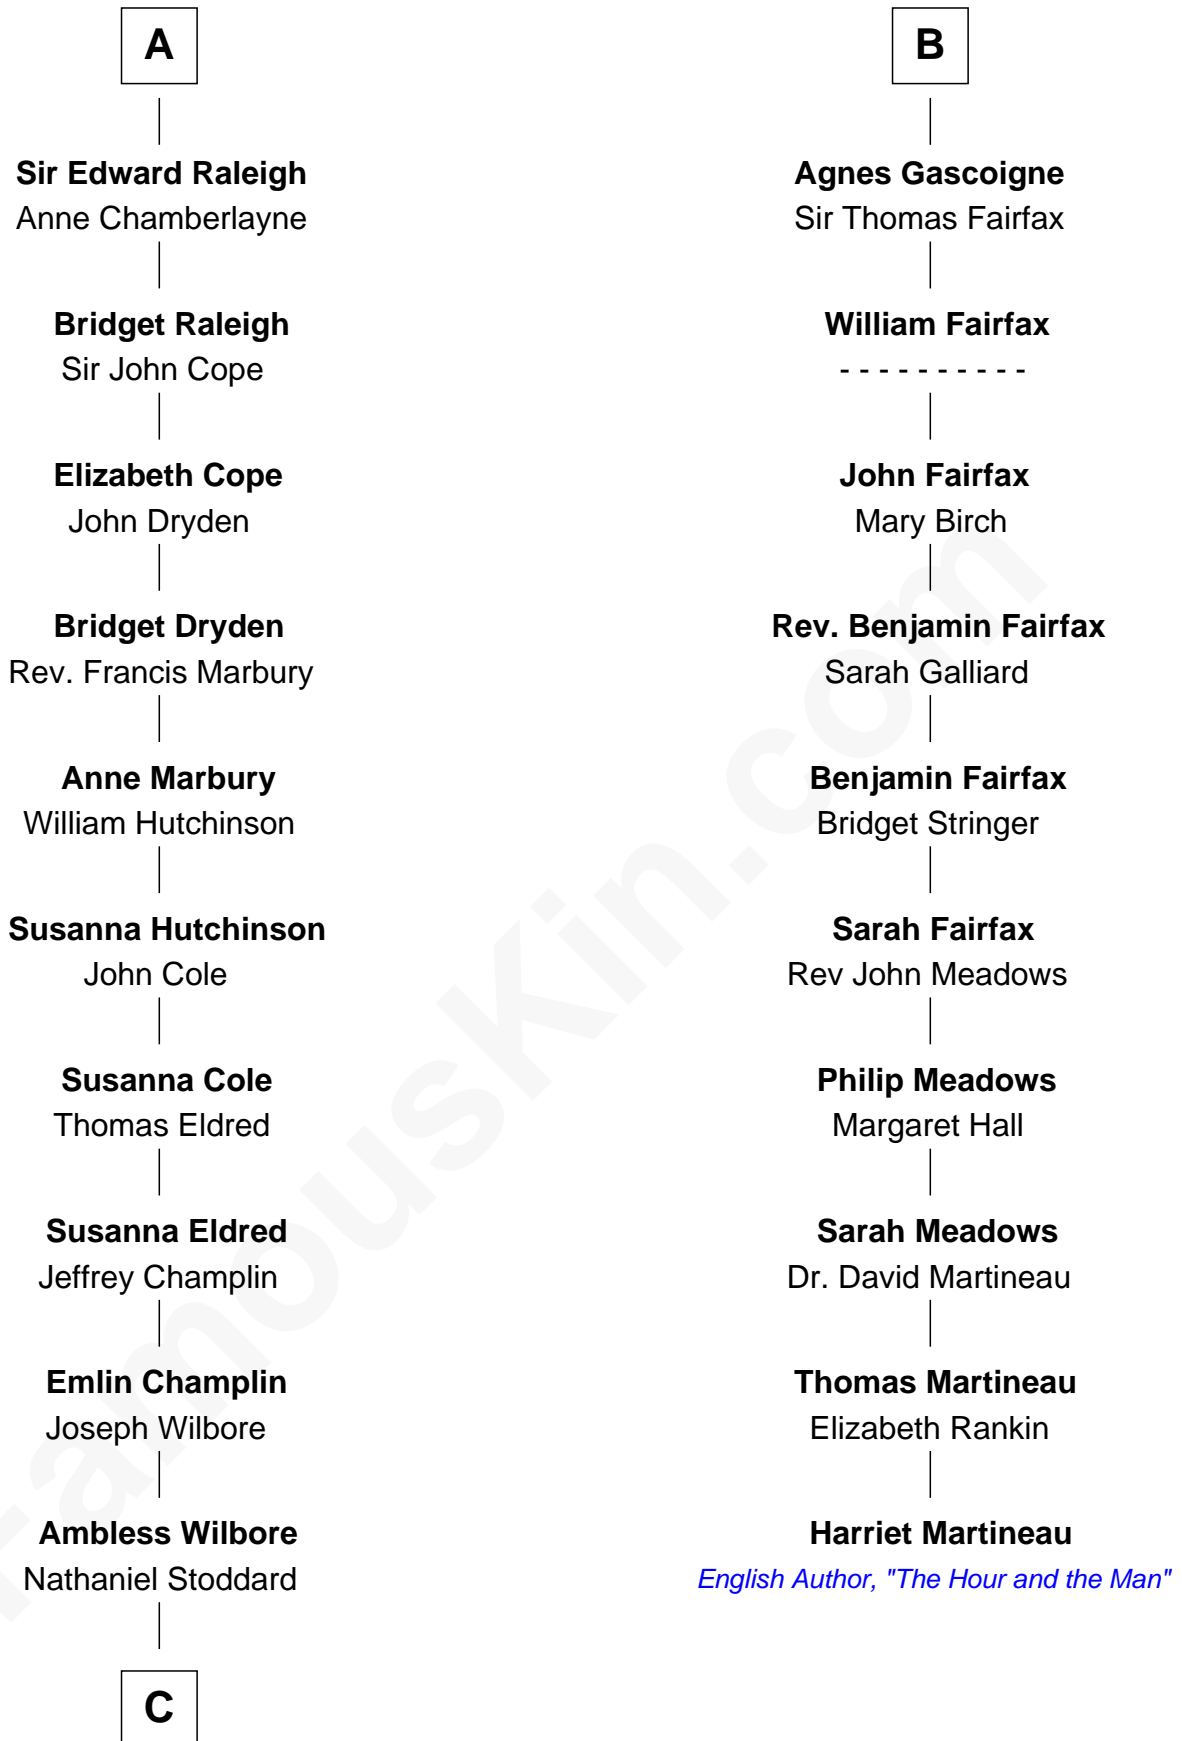 A
Sir Edward Raleigh
Anne Chamberlayne
Bridget Raleigh
Sir John Cope
Elizabeth Cope
John Dryden
Bridget Dryden
Rev. Francis Marbury
Anne Marbury
William Hutchinson
Susanna Hutchinson
John Cole
Susanna Cole
Thomas Eldred
Susanna Eldred
Jeffrey Champlin
Emlin Champlin
Joseph Wilbore
Ambless Wilbore
Nathaniel Stoddard
C
B
Agnes Gascoigne
Sir Thomas Fairfax
William Fairfax
- - - - - - - - - -
John Fairfax
Mary Birch
Rev. Benjamin Fairfax
Sarah Galliard
Benjamin Fairfax
Bridget Stringer
Sarah Fairfax
Rev John Meadows
Philip Meadows
Margaret Hall
Sarah Meadows
Dr. David Martineau
Thomas Martineau
Elizabeth Rankin
Harriet Martineau
English Author, "The Hour and the Man"
FamousKin.com